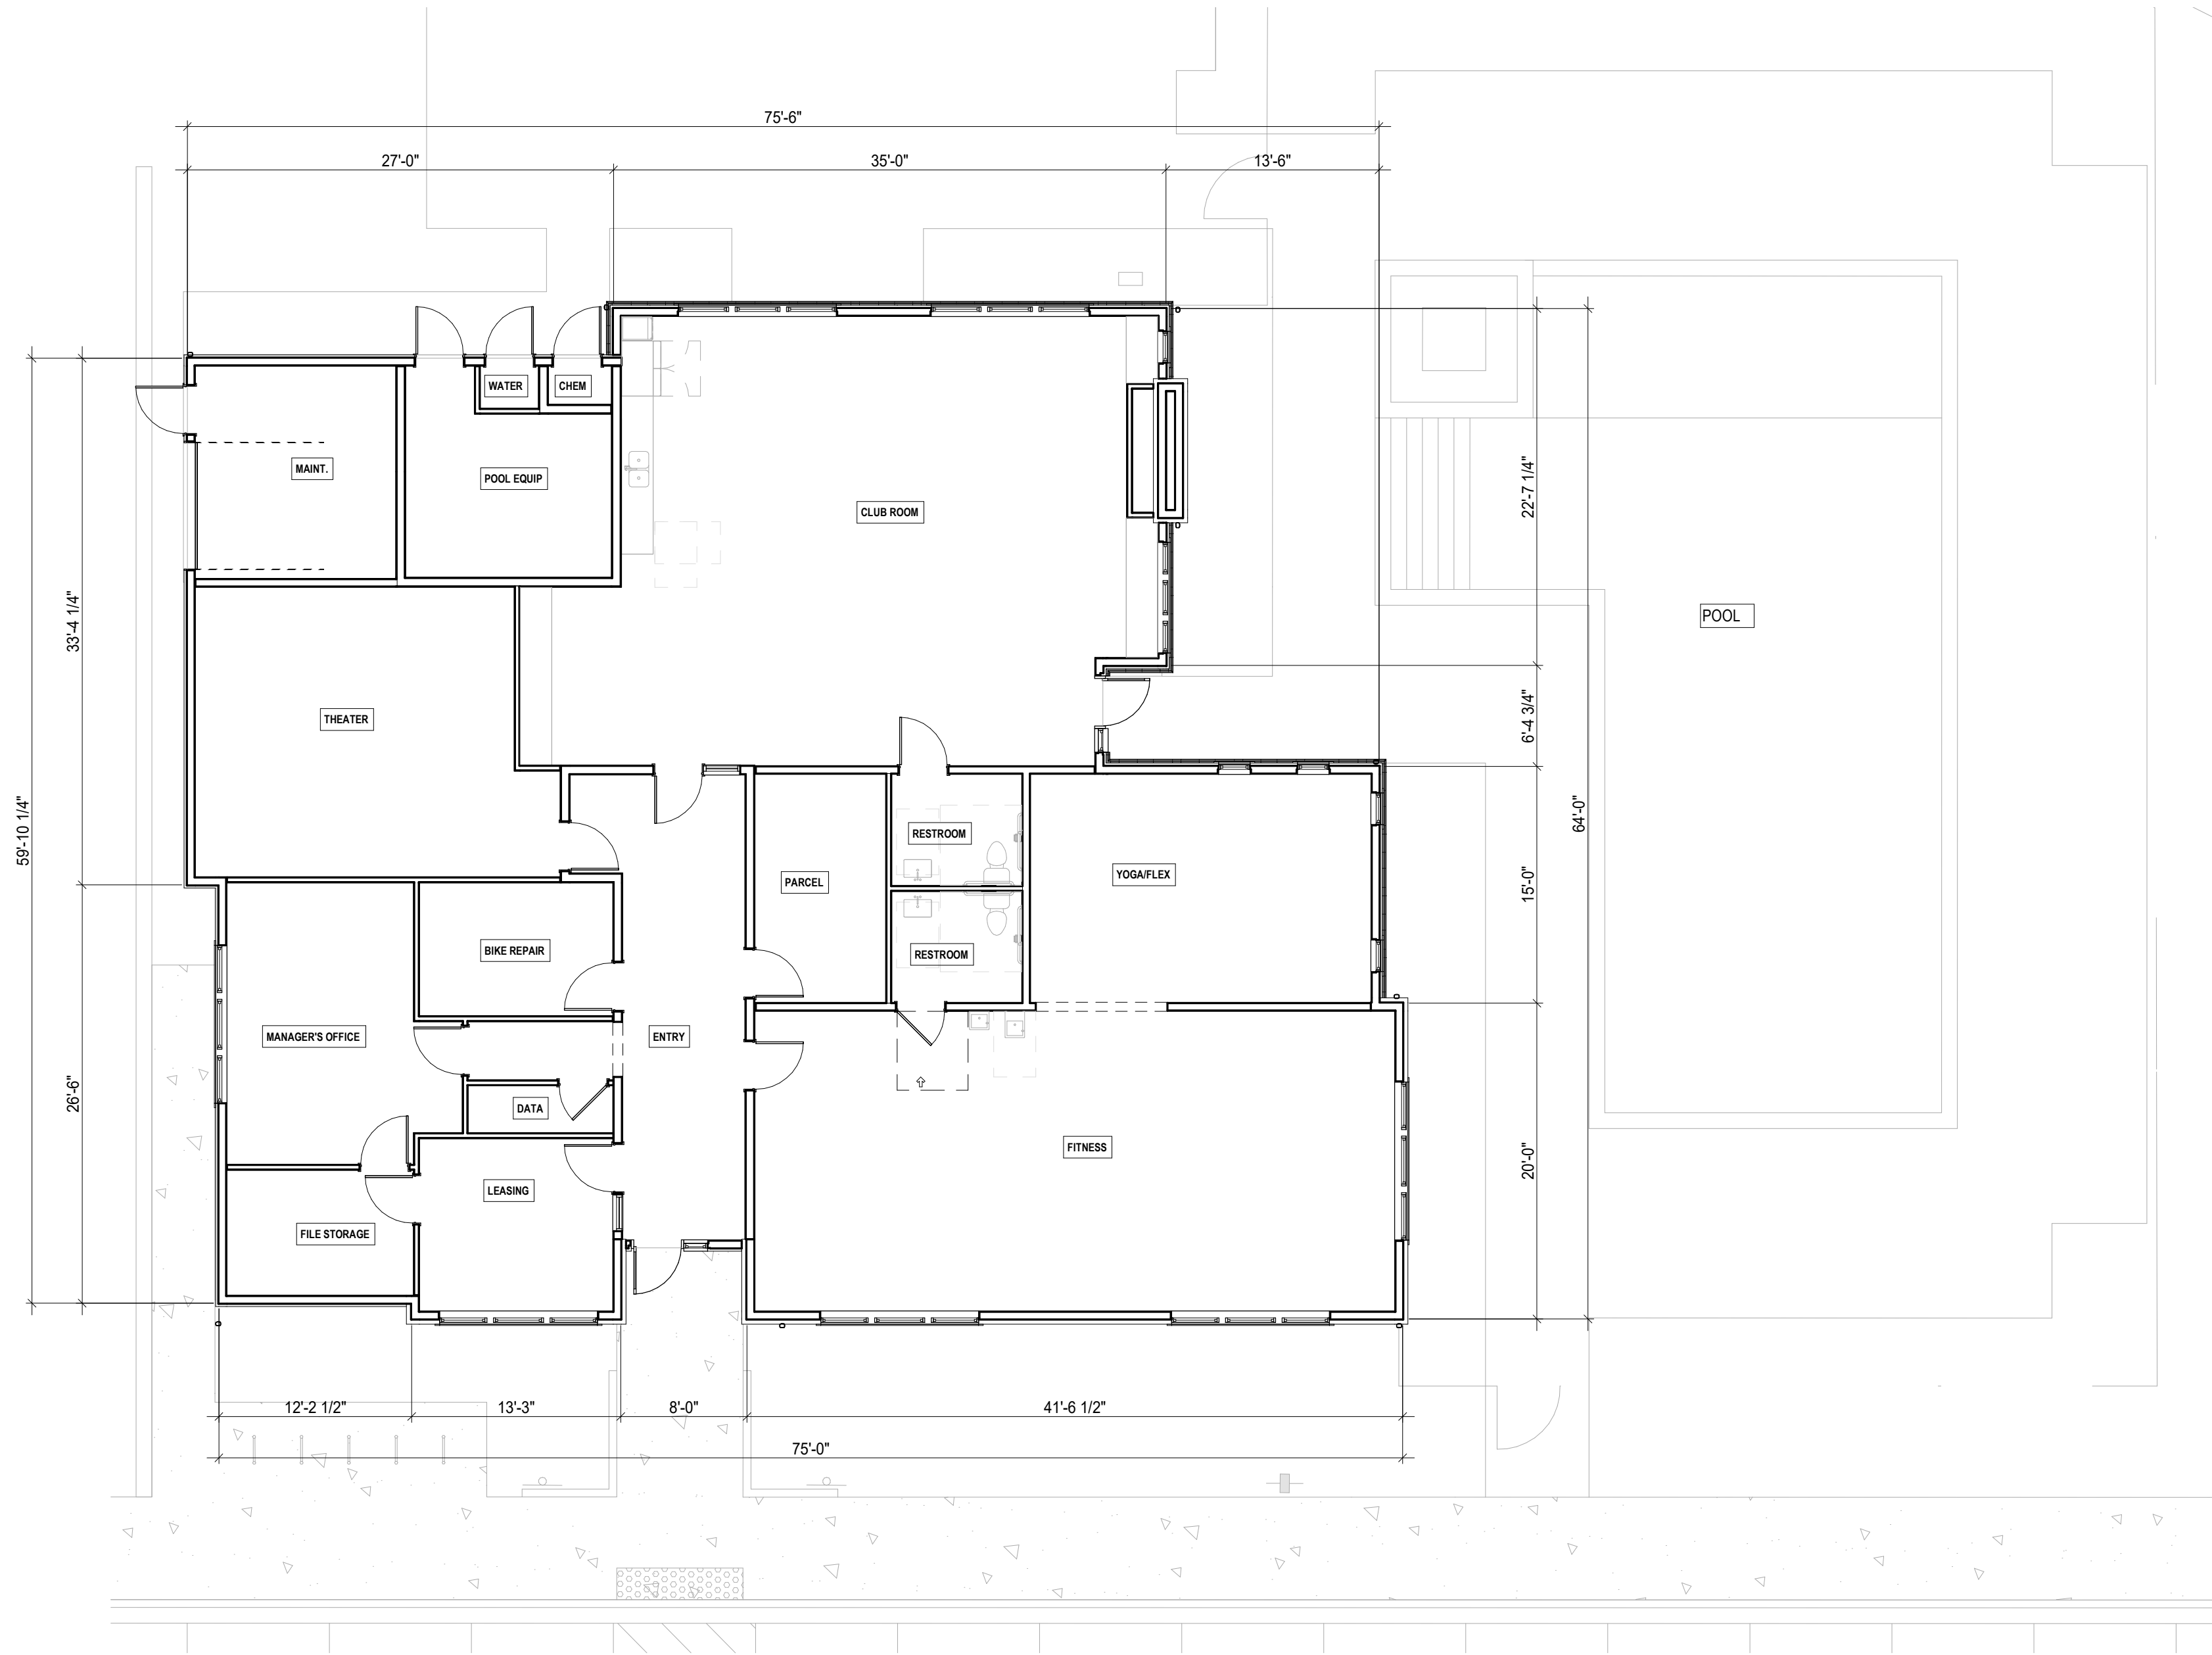 75'-6"
27'-0"
35'-0"
13'-6"
WATER
CHEM
MAINT.
POOL EQUIP
CLUB ROOM
22'-7 1/4"
POOL
33'-4 1/4"
THEATER
6'-4 3/4"
59'-10 1/4"
64'-0"
RESTROOM
PARCEL
YOGA/FLEX
15'-0"
BIKE REPAIR
RESTROOM
MANAGER'S OFFICE
ENTRY
26'-6"
DATA
FITNESS
20'-0"
LEASING
FILE STORAGE
12'-2 1/2"
13'-3"
8'-0"
41'-6 1/2"
75'-0"